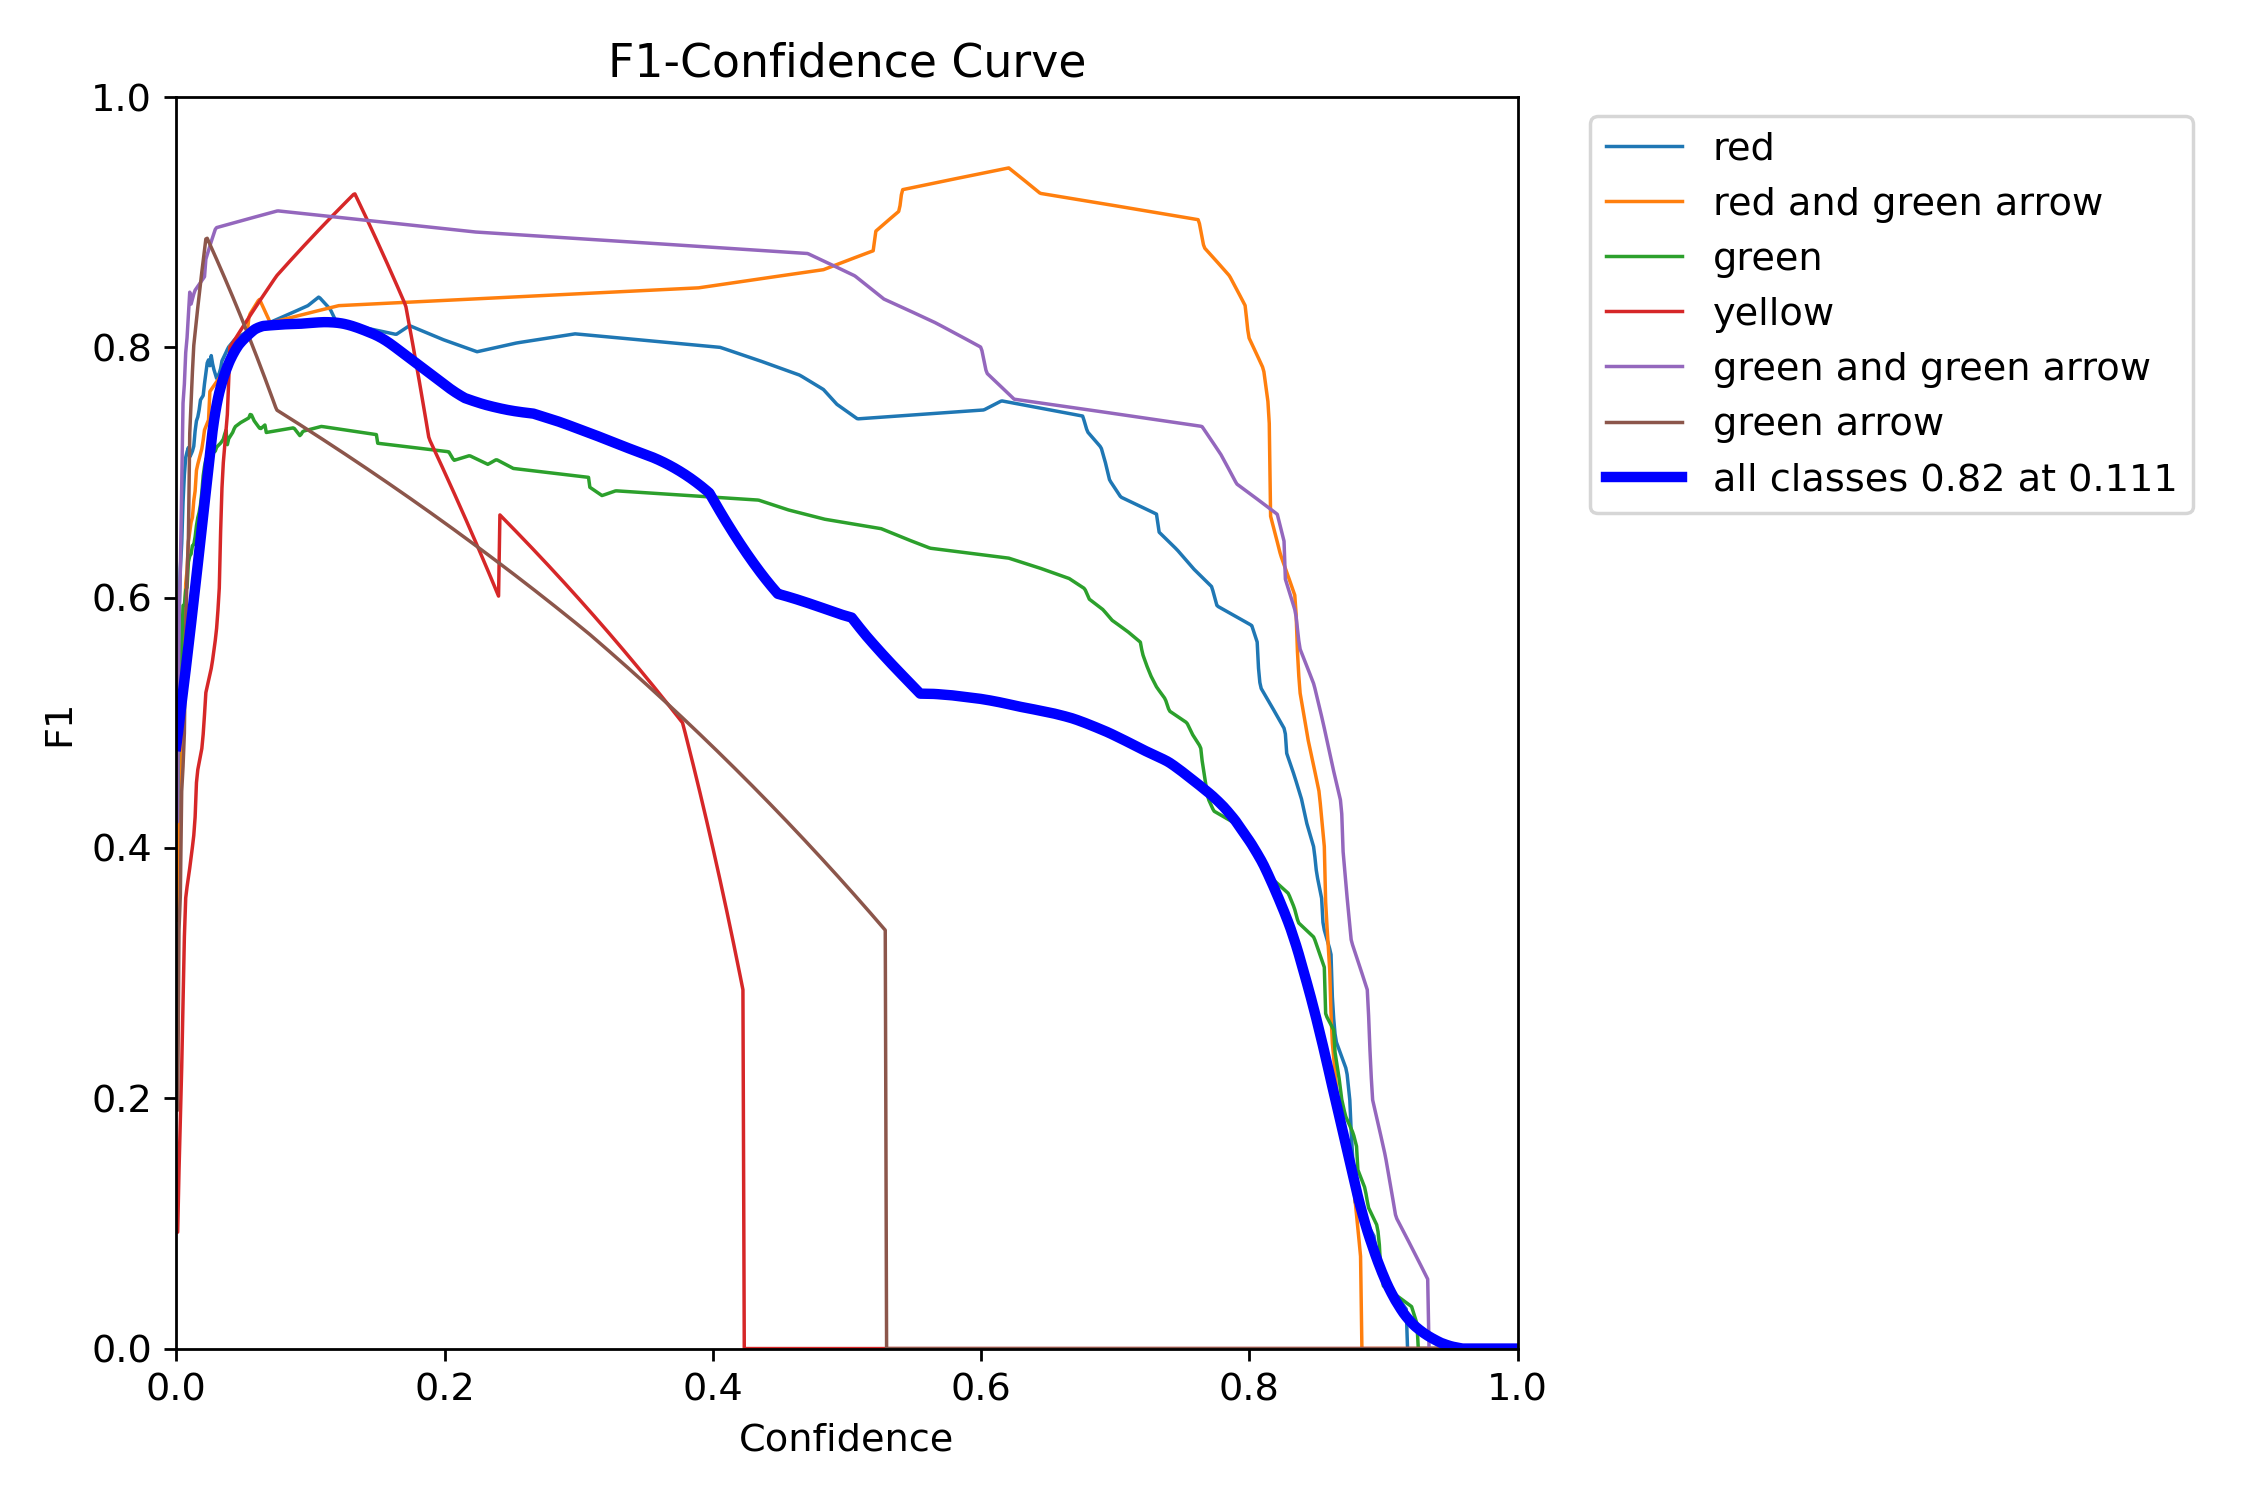 F1-Confidence Curve
1.0
0.8
0.6
0.4
0.2
0.0
F1
0.0 0.2 0.4 0.6 0.8 1.0
Confidence
red
red and green arrow
green
yellow
green and green arrow
green arrow
all classes 0.82 at 0.111